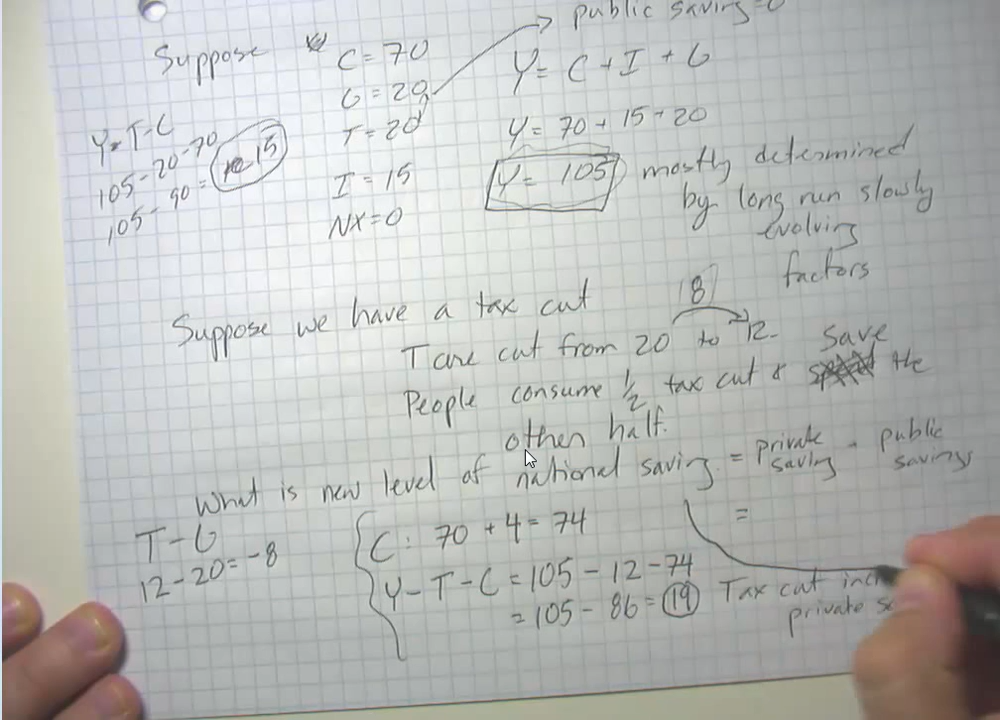 public saving = 0
Suppose
C = 70
G = 20
T = 20
I = 15
NX = 0
Y = C + I + G
Y = 70 + 15 + 20
Y = 105
mostly determined
by long run slowly
evolving
factors
Y - T - C
105 - 20 - 70
105 - 90 = 15
Suppose we have a tax cut
8
T are cut from 20 to 12.
People consume 1/2 tax cut & save the
other half.
What is new level of national saving = private saving - public savings
=
T - G
12 - 20 = -8
C: 70 + 4 = 74
Y - T - C = 105 - 12 - 74
= 105 - 86 = 19
Tax cut
private